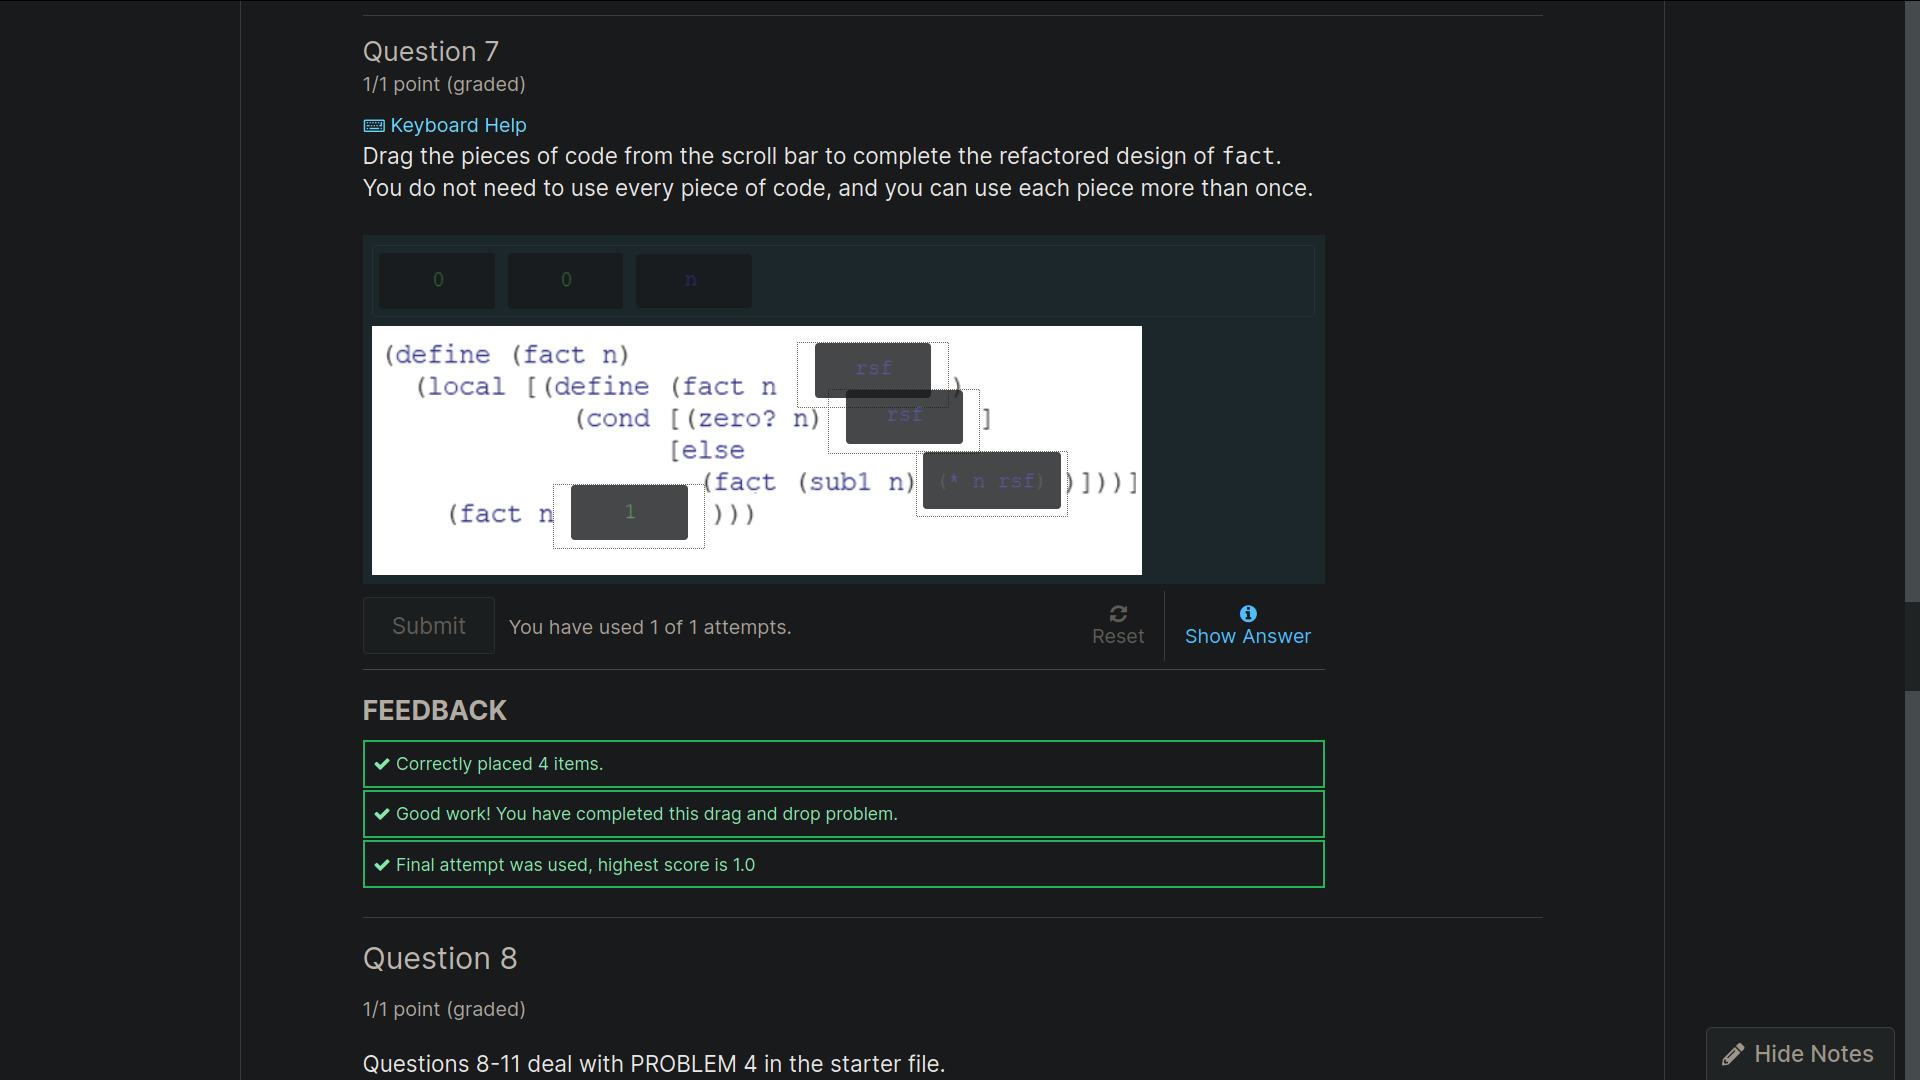 Question 7
1/1 point (graded)
Keyboard Help
Drag the pieces of code from the scroll bar to complete the refactored design of fact.
You do not need to use every piece of code, and you can use each piece more than once.
0 0 n
(define (fact n)
(local [(define (fact n rsf )
(cond [(zero? n) rsf ]
[else
(fact (sub1 n) (* n rsf) )]))]
(fact n 1 )))
Submit You have used 1 of 1 attempts. Reset Show Answer
FEEDBACK
Correctly placed 4 items.
Good work! You have completed this drag and drop problem.
Final attempt was used, highest score is 1.0
Question 8
1/1 point (graded)
Questions 8-11 deal with PROBLEM 4 in the starter file.
Hide Notes